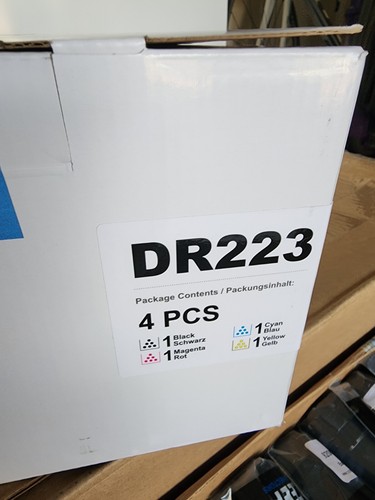 DR223
Package Contents / Packungsinhalt:
4 PCS
1 Black Schwarz
1 Cyan Blau
1 Magenta Rot
1 Yellow Gelb